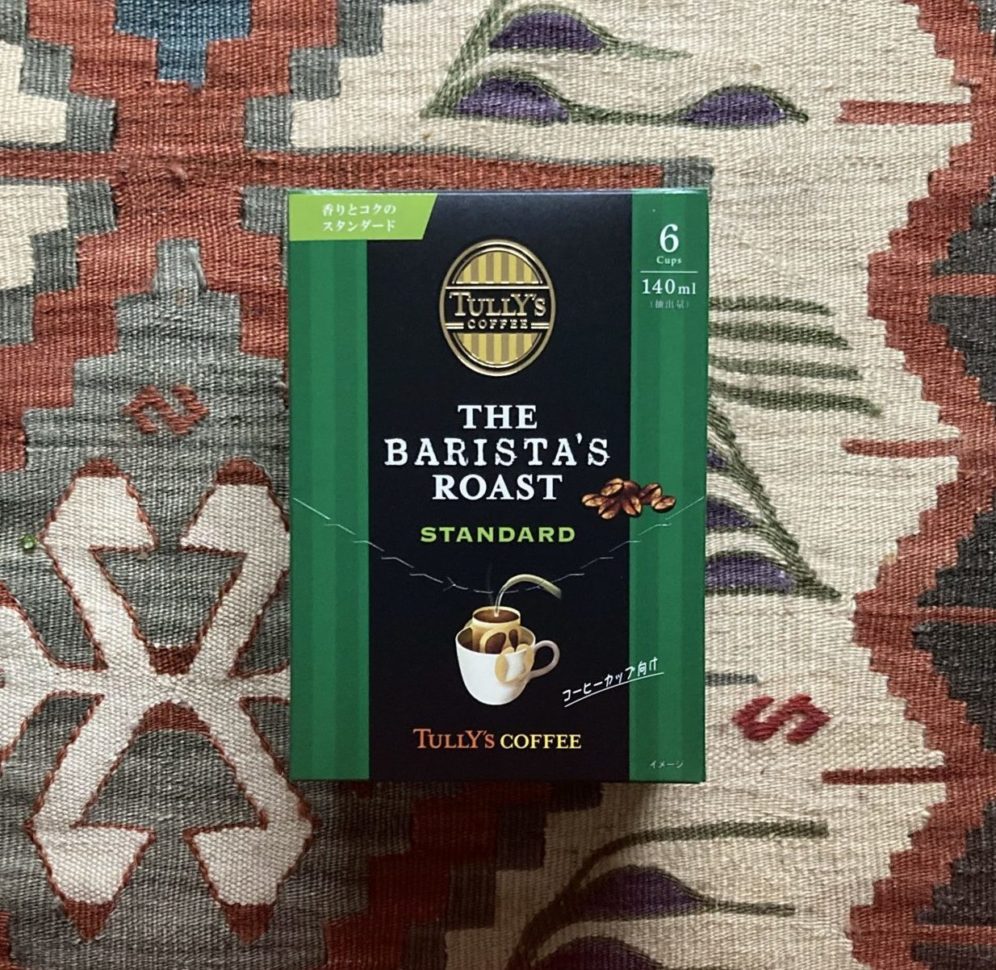 香りとコクの
スタンダード
6
Cups
140ml
(抽出量)
TULLY'S
COFFEE
THE
BARISTA'S
ROAST
STANDARD
コーヒーカップ向け
TULLY'S COFFEE
イメージ